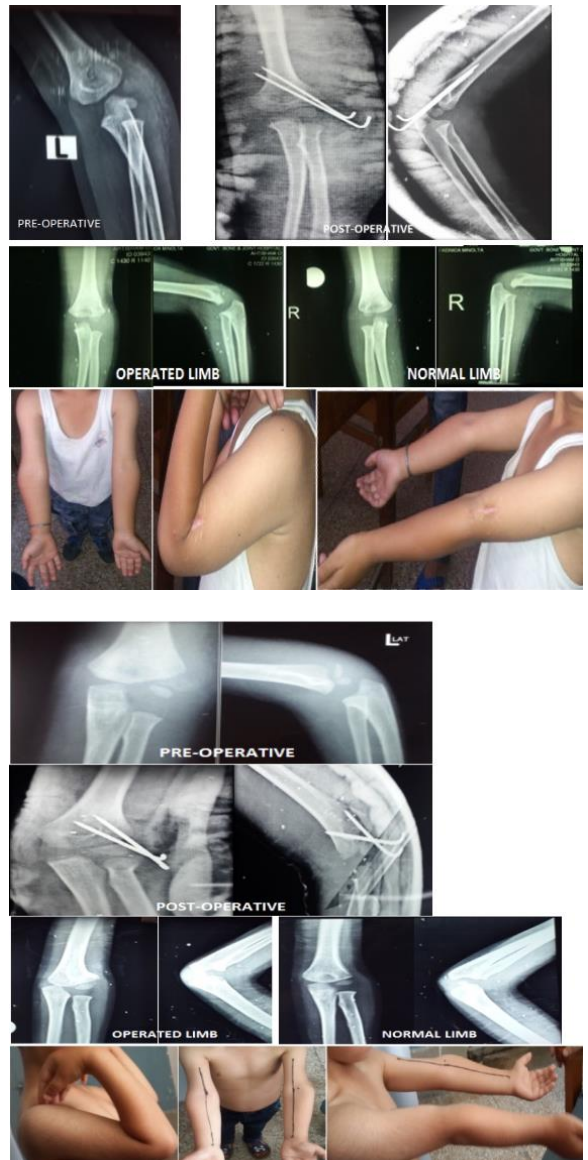 L
PRE-OPERATIVE
POST-OPERATIVE
OPERATED LIMB
R
R
NORMAL LIMB
L LAT
PRE-OPERATIVE
POST-OPERATIVE
OPERATED LIMB
NORMAL LIMB